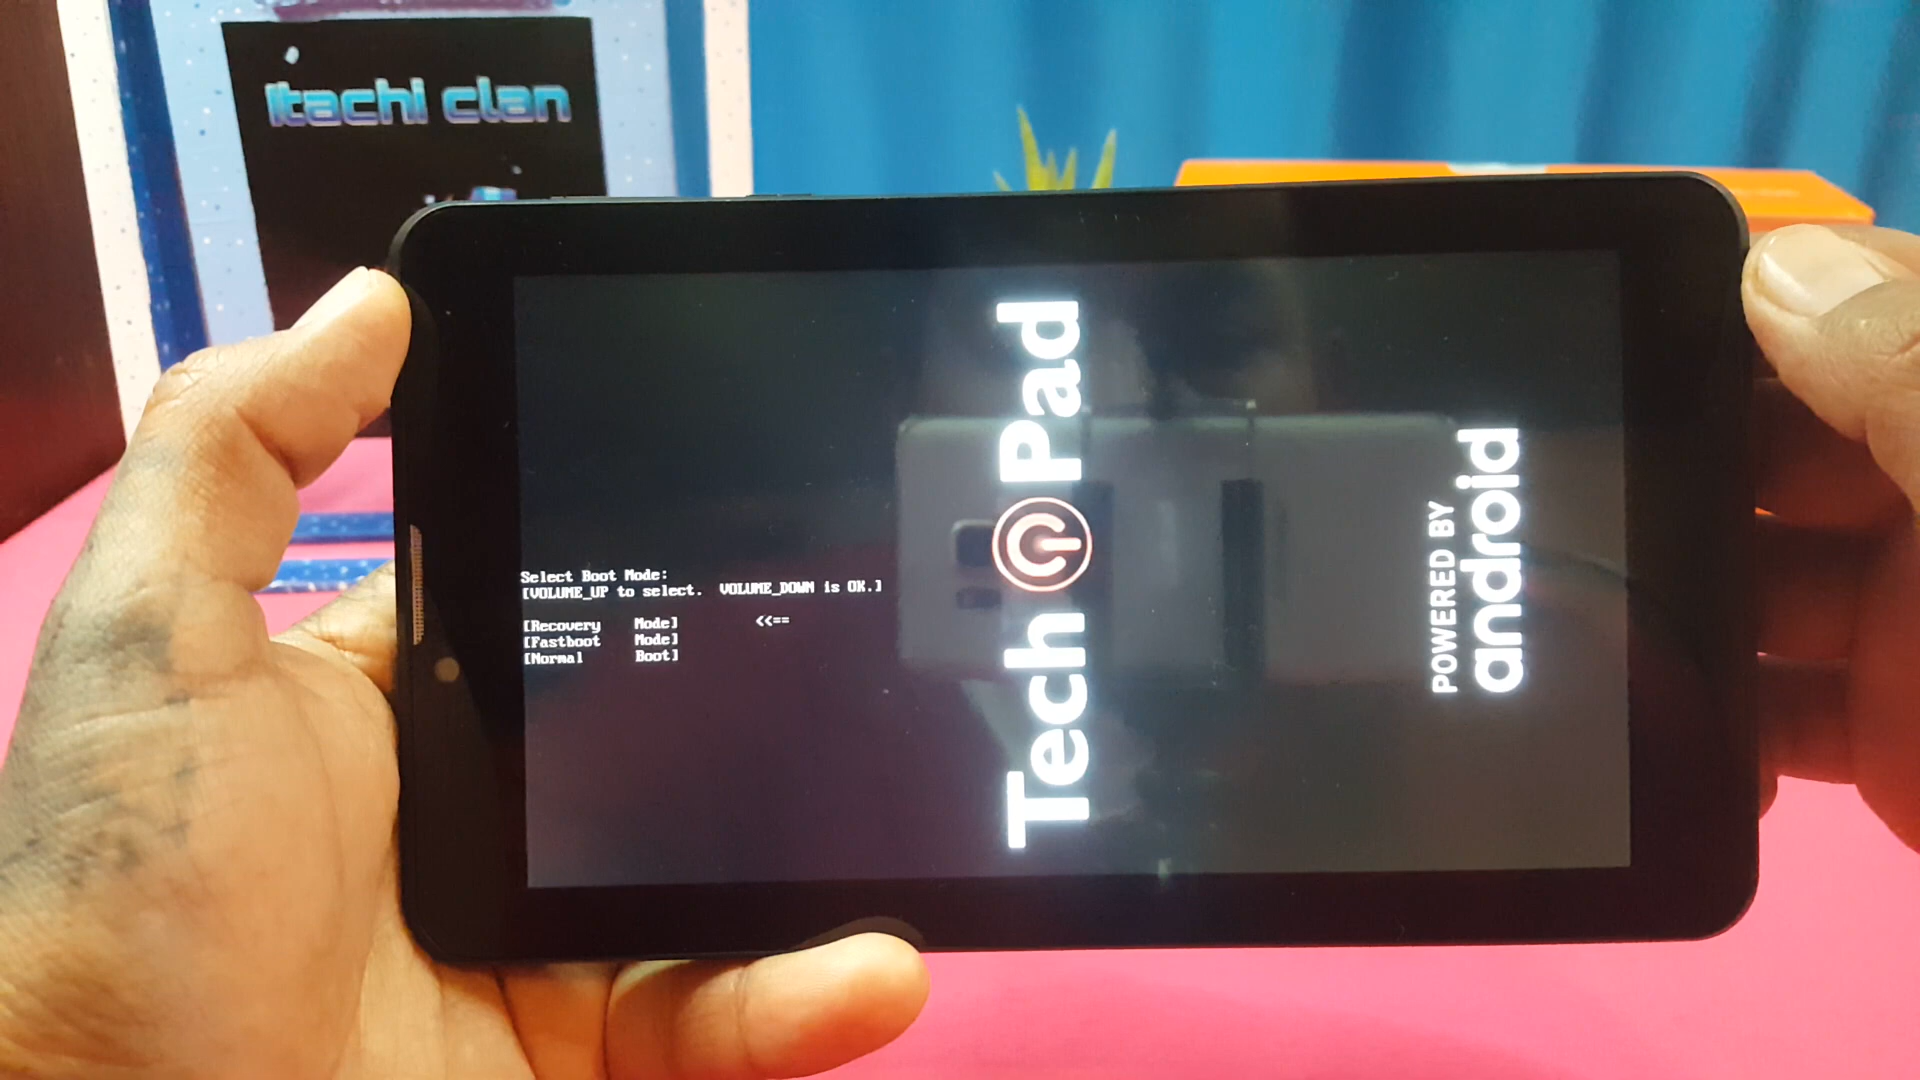 Itachi clan
Select Boot Mode:
[VOLUME_UP to select.  VOLUME_DOWN is OK.]
[Recovery    Mode]         <<==
[Fastboot    Mode]
[Normal      Boot]
Tech Pad
POWERED BY
android